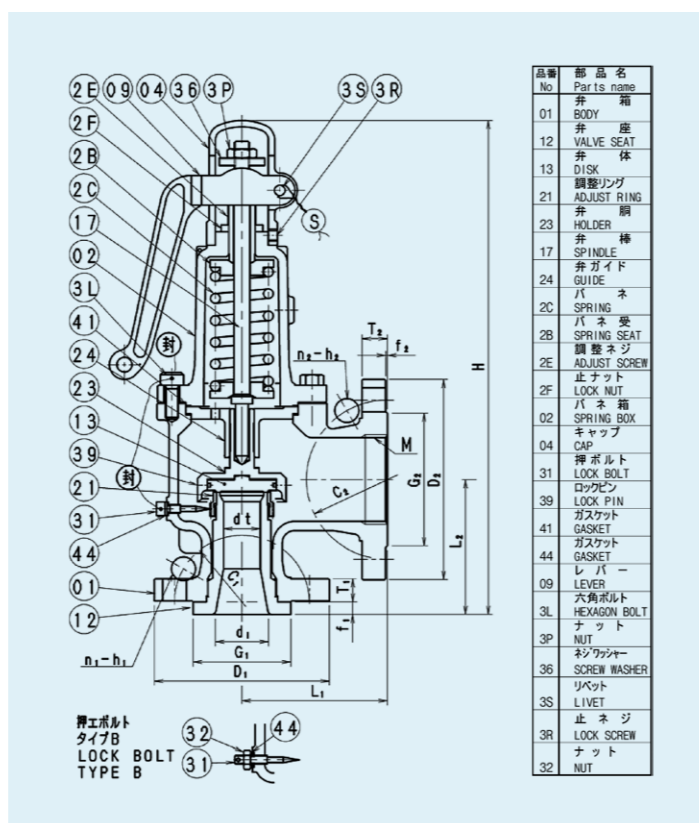 2E 09 04 36 3P 3S 3R
2F
2B
2C
17
S
02
3L
41
封
24
23
13
39
封
21
31
44
01
12
n₂-h₂
T₂
f₂
H
M
G₂
D₂
C₂
L₂
dt
C₁
T₁
f₁
d₁
G₁
D₁
L₁
n₁-h₁
押エボルト
タイプB
LOCK BOLT
TYPE B
32
44
31
品番 部品名
No Parts name
弁箱
01 BODY
弁座
12 VALVE SEAT
弁体
13 DISK
調整リング
21 ADJUST RING
弁胴
23 HOLDER
弁棒
17 SPINDLE
弁ガイド
24 GUIDE
バネ
2C SPRING
バネ受
2B SPRING SEAT
調整ネジ
2E ADJUST SCREW
止ナット
2F LOCK NUT
バネ箱
02 SPRING BOX
キャップ
04 CAP
押ボルト
31 LOCK BOLT
ロックピン
39 LOCK PIN
ガスケット
41 GASKET
ガスケット
44 GASKET
レバー
09 LEVER
六角ボルト
3L HEXAGON BOLT
ナット
3P NUT
ネジワッシャー
36 SCREW WASHER
リベット
3S LIVET
止ネジ
3R LOCK SCREW
ナット
32 NUT